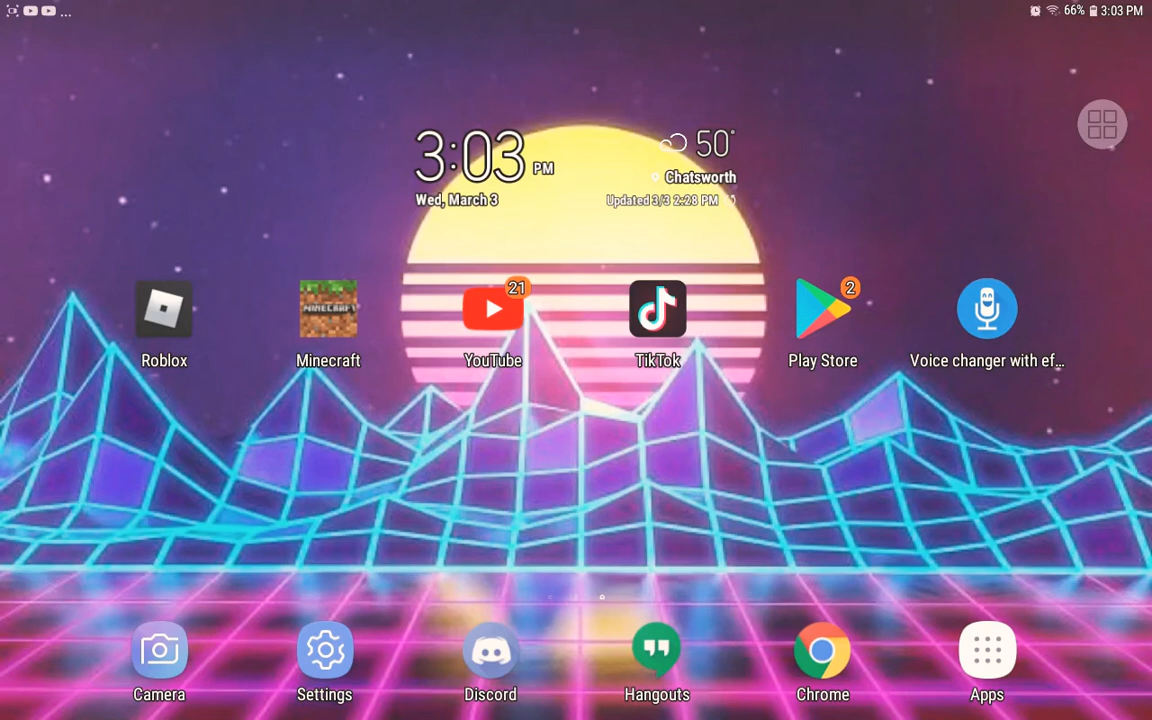 ...
66% 3:03 PM
3:03 PM
50°
Chatsworth
Wed, March 3
Updated 3/3 2:28 PM
21
2
MINECRAFT
Roblox
Minecraft
YouTube
TikTok
Play Store
Voice changer with ef...
Camera
Settings
Discord
Hangouts
Chrome
Apps